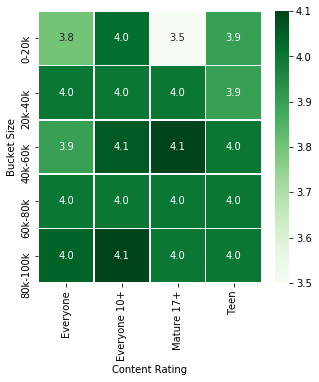 3.8 4.0 3.5 3.9
4.0 4.0 4.0 3.9
3.9 4.1 4.1 4.0
4.0 4.0 4.0 4.0
4.0 4.1 4.0 4.0
0-20k
20k-40k
40k-60k
60k-80k
80k-100k
Bucket Size
Everyone
Everyone 10+
Mature 17+
Teen
Content Rating
4.1
4.0
3.9
3.8
3.7
3.6
3.5